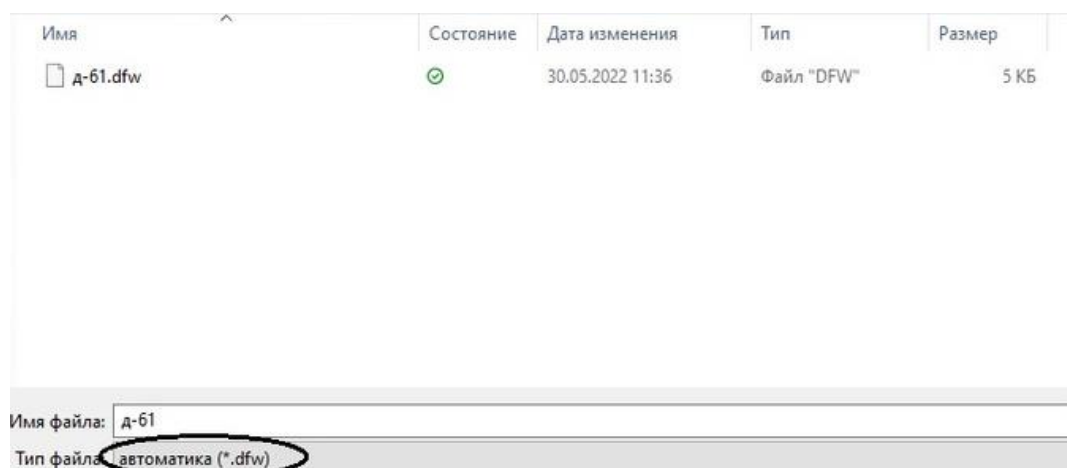 Имя Состояние Дата изменения Тип Размер
д-61.dfw 30.05.2022 11:36 Файл "DFW" 5 КБ
Имя файла: д-61
Тип файла: автоматика (*.dfw)